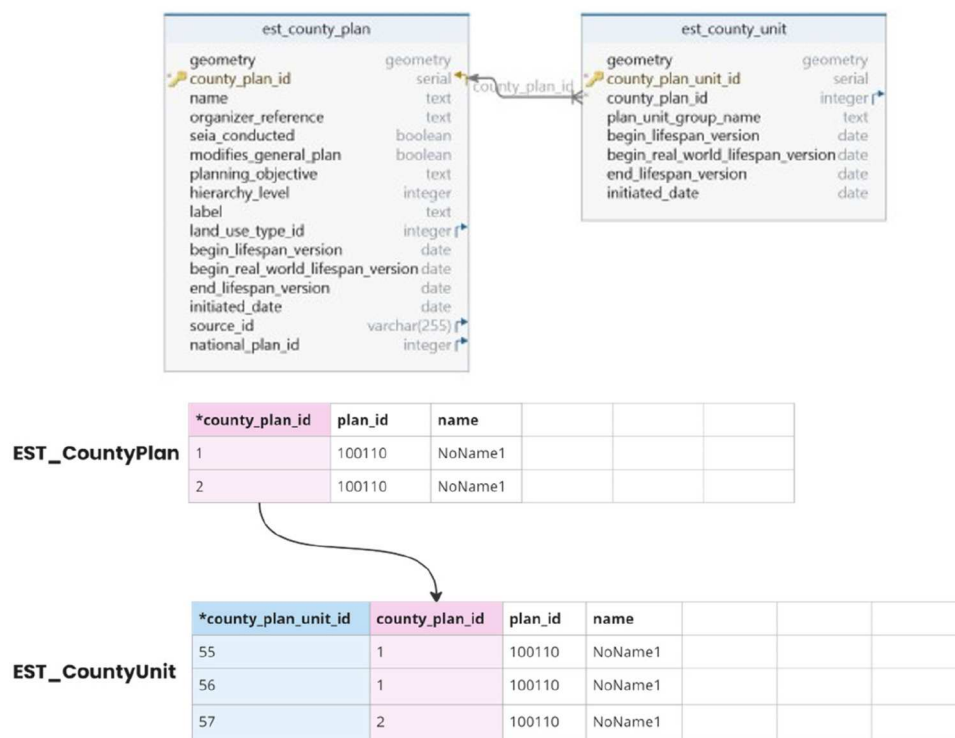 est_county_plan
geometry geometry
county_plan_id serial
name text
organizer_reference text
seia_conducted boolean
modifies_general_plan boolean
planning_objective text
hierarchy_level integer
label text
land_use_type_id integer
begin_lifespan_version date
begin_real_world_lifespan_version date
end_lifespan_version date
initiated_date date
source_id varchar(255)
national_plan_id integer
county_plan_id
est_county_unit
geometry geometry
county_plan_unit_id serial
county_plan_id integer
plan_unit_group_name text
begin_lifespan_version date
begin_real_world_lifespan_version date
end_lifespan_version date
initiated_date date
EST_CountyPlan
*county_plan_id plan_id name
1 100110 NoName1
2 100110 NoName1
EST_CountyUnit
*county_plan_unit_id county_plan_id plan_id name
55 1 100110 NoName1
56 1 100110 NoName1
57 2 100110 NoName1